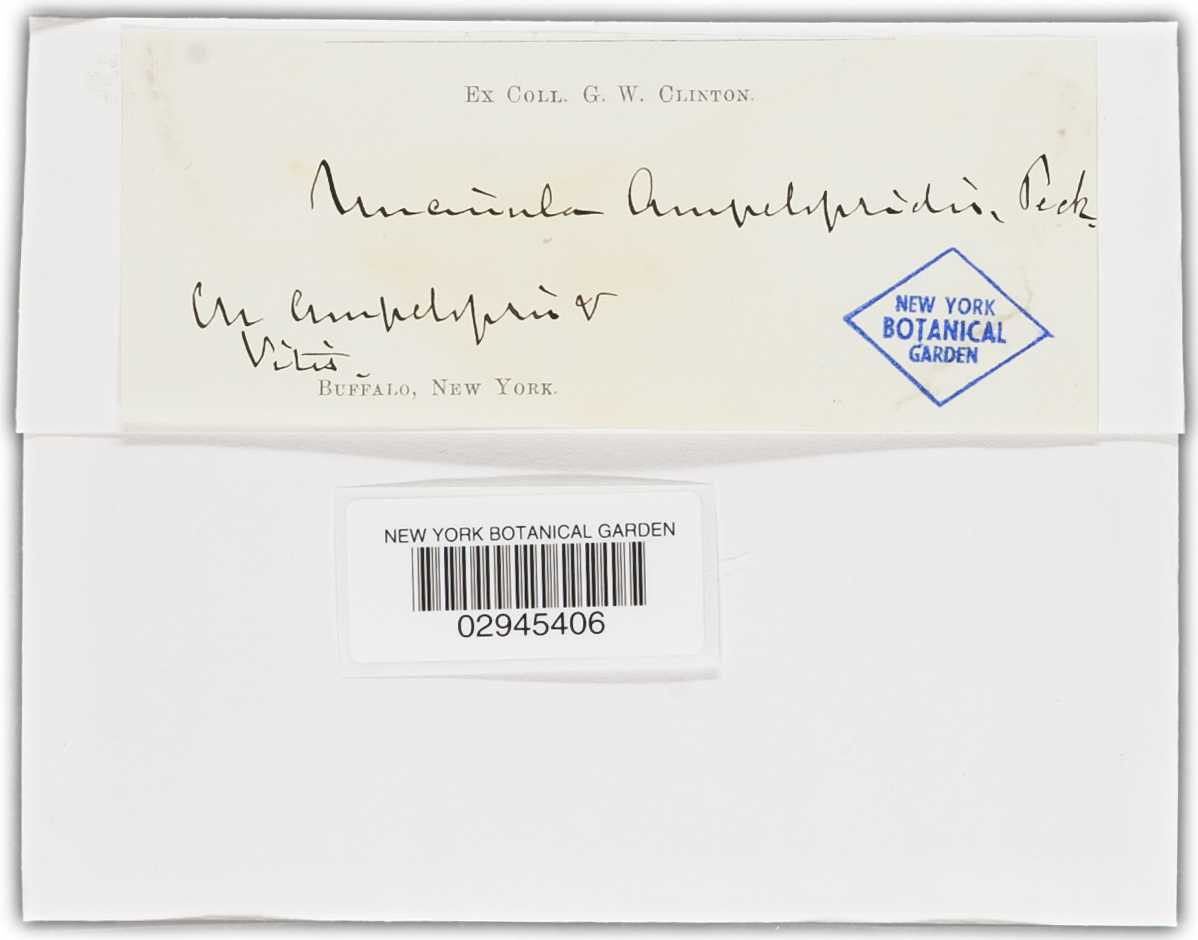 EX COLL. G. W. CLINTON.
Uncinula Ampelopsidis, Peck.
On Ampelopsis &
Vitis.
BUFFALO, NEW YORK.
NEW YORK
BOTANICAL
GARDEN
NEW YORK BOTANICAL GARDEN
02945406